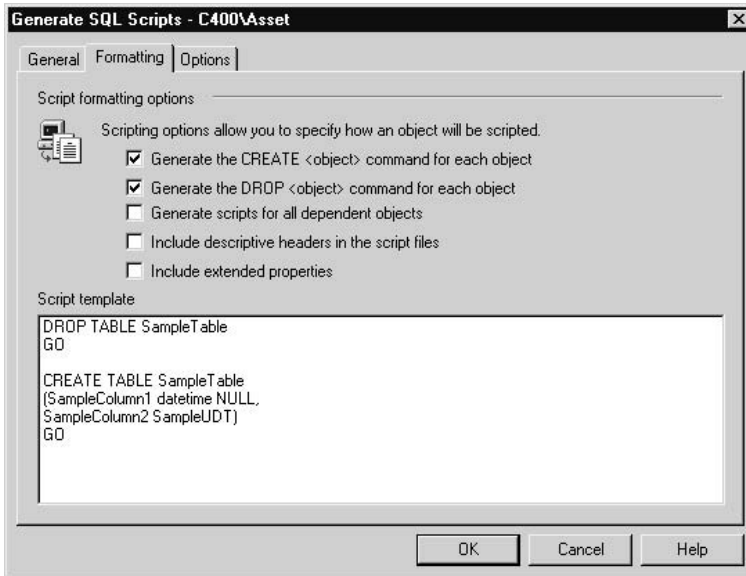 Generate SQL Scripts - C400\Asset
General Formatting Options
Script formatting options
Scripting options allow you to specify how an object will be scripted.
Generate the CREATE <object> command for each object
Generate the DROP <object> command for each object
Generate scripts for all dependent objects
Include descriptive headers in the script files
Include extended properties
Script template
DROP TABLE SampleTable
GO
CREATE TABLE SampleTable
(SampleColumn1 datetime NULL,
SampleColumn2 SampleUDT)
GO
OK Cancel Help